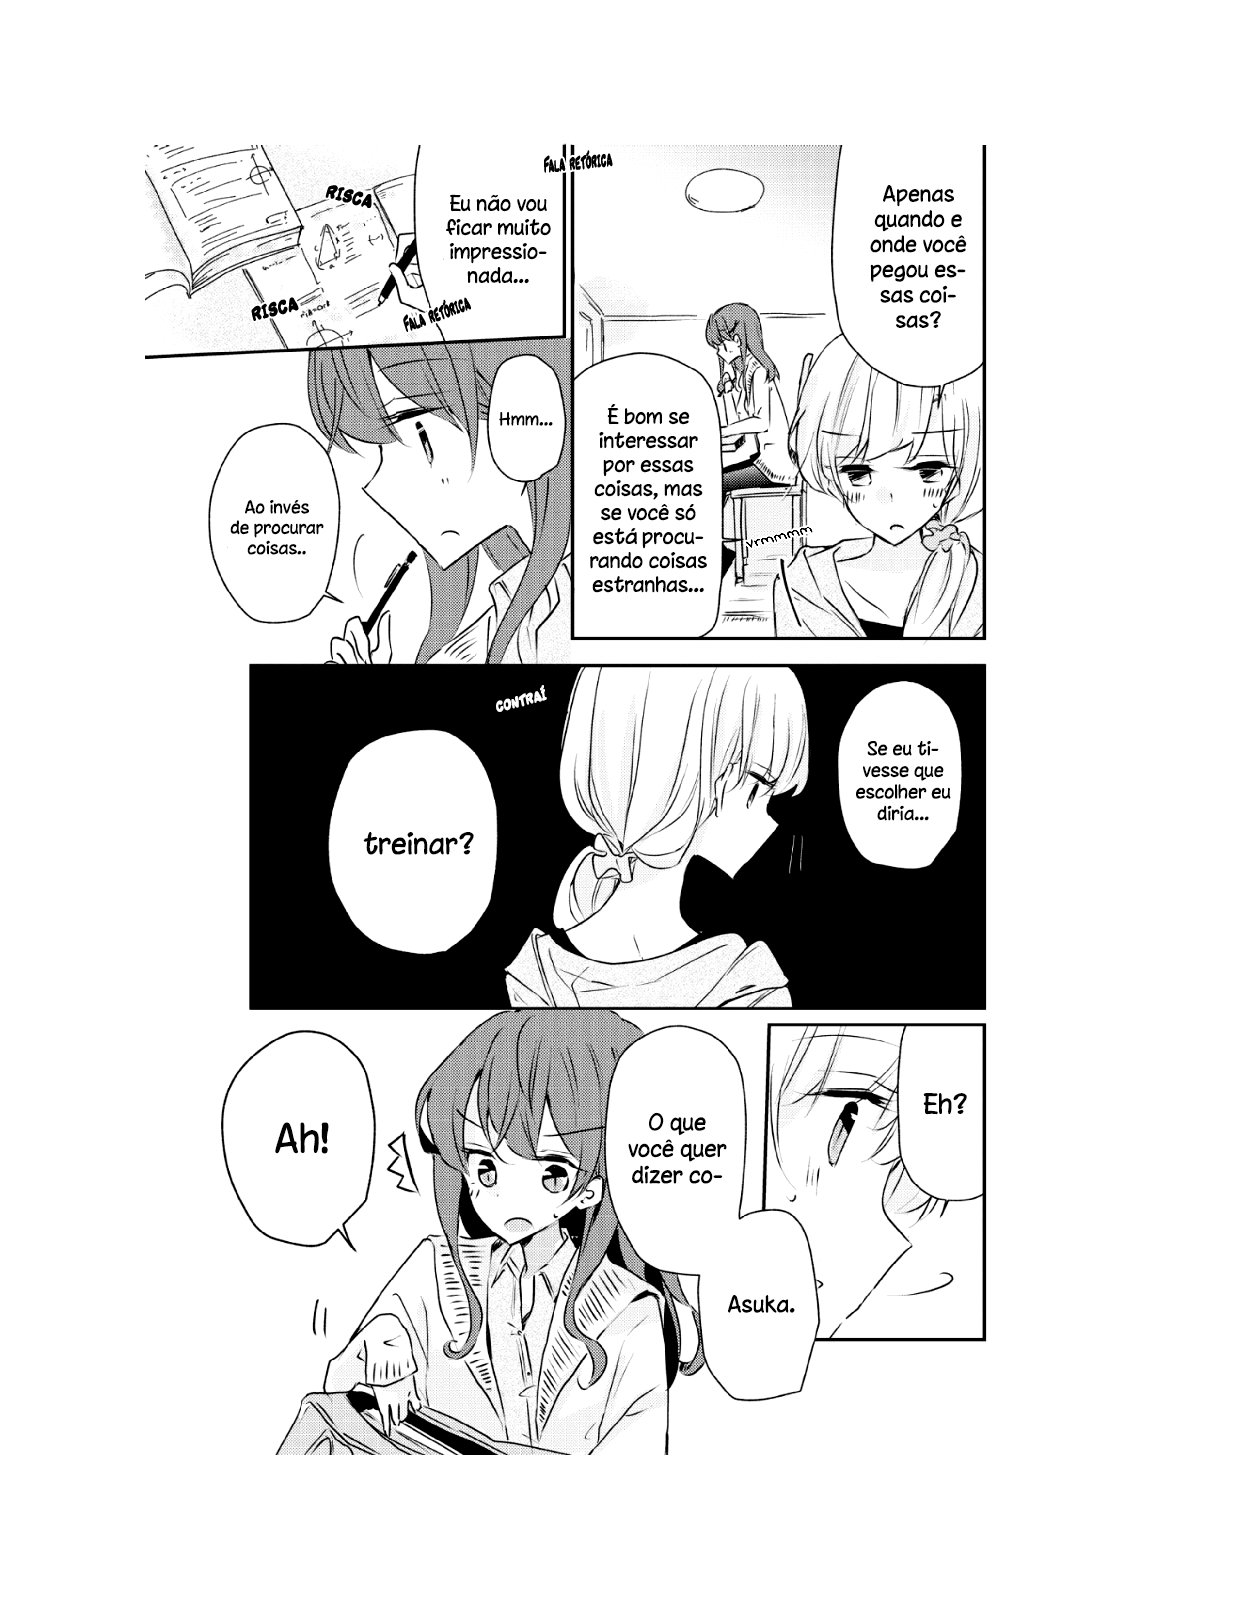 Apenas
quando e
onde você
pegou es-
sas coi-
sas?
É bom se
interessar
por essas
coisas, mas
se você só
está procu-
rando coisas
estranhas...
vrmmmm
FALA RETÓRICA
Eu não vou
ficar muito
impressio-
nada...
RISCA
RISCA
FALA RETÓRICA
Hmm...
Ao invés
de procurar
coisas..
Se eu ti-
vesse que
escolher eu
diria...
CONTRAÍ
treinar?
Eh?
O que
você quer
dizer co-
Asuka.
Ah!